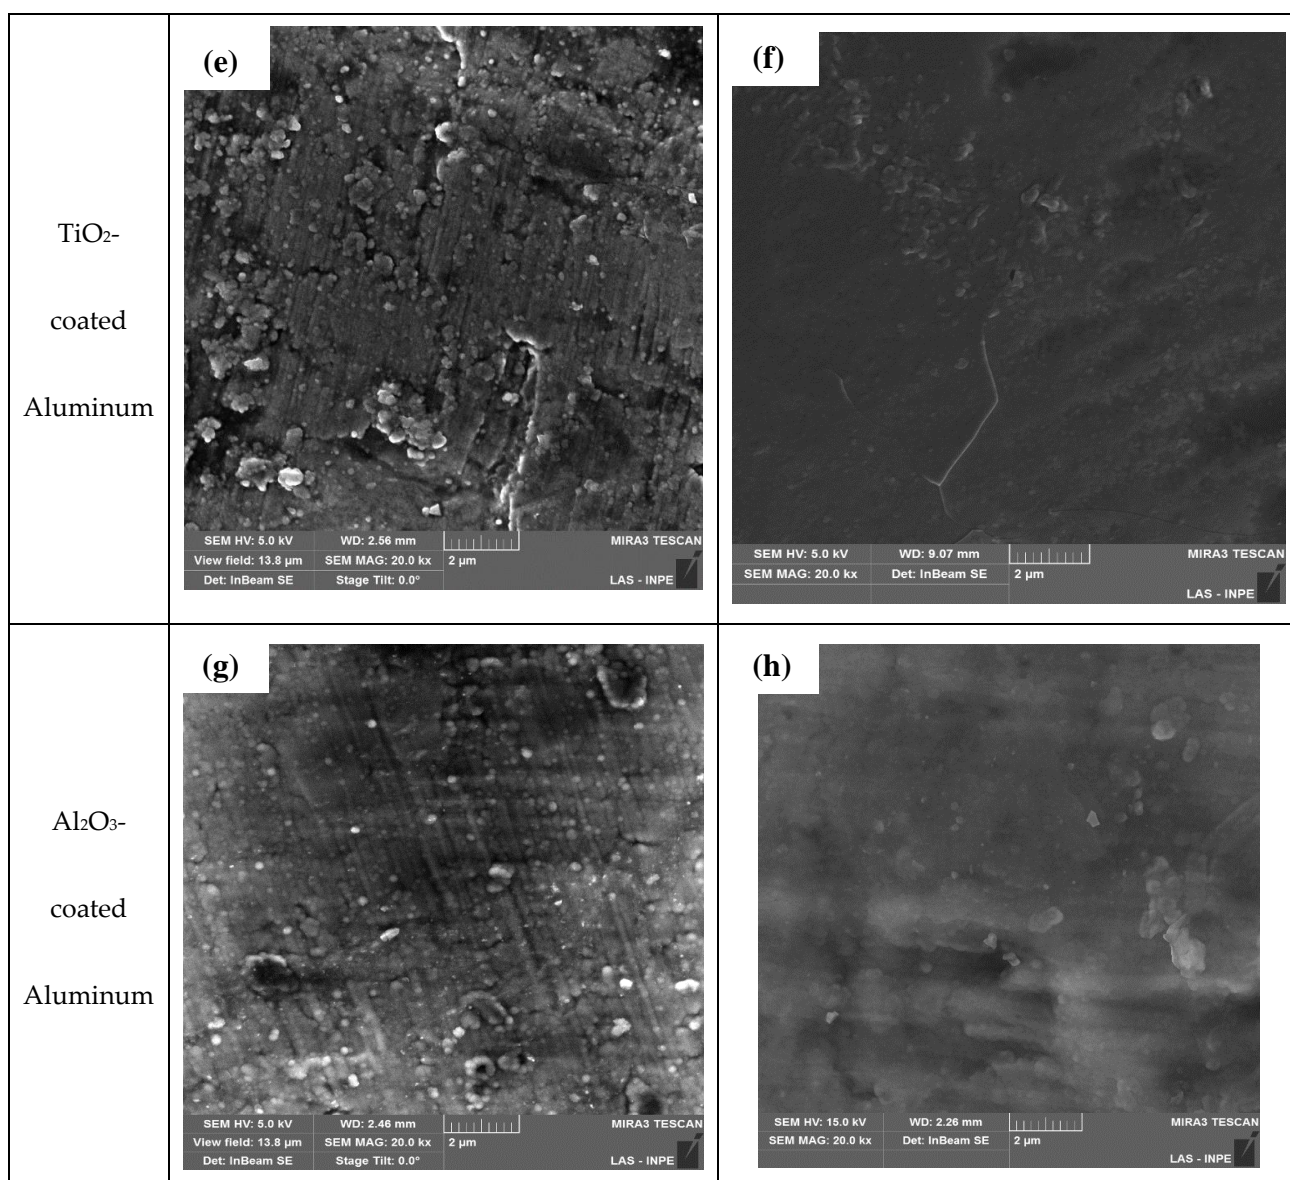 TiO₂-
coated
Aluminum
(e)
SEM HV: 5.0 kV WD: 2.56 mm MIRA3 TESCAN
View field: 13.8 µm SEM MAG: 20.0 kx 2 µm
Det: InBeam SE Stage Tilt: 0.0° LAS - INPE
(f)
SEM HV: 5.0 kV WD: 9.07 mm MIRA3 TESCAN
SEM MAG: 20.0 kx Det: InBeam SE 2 µm
LAS - INPE
Al₂O₃-
coated
Aluminum
(g)
SEM HV: 5.0 kV WD: 2.46 mm MIRA3 TESCAN
View field: 13.8 µm SEM MAG: 20.0 kx 2 µm
Det: InBeam SE Stage Tilt: 0.0° LAS - INPE
(h)
SEM HV: 15.0 kV WD: 2.26 mm MIRA3 TESCAN
SEM MAG: 20.0 kx Det: InBeam SE 2 µm
LAS - INPE